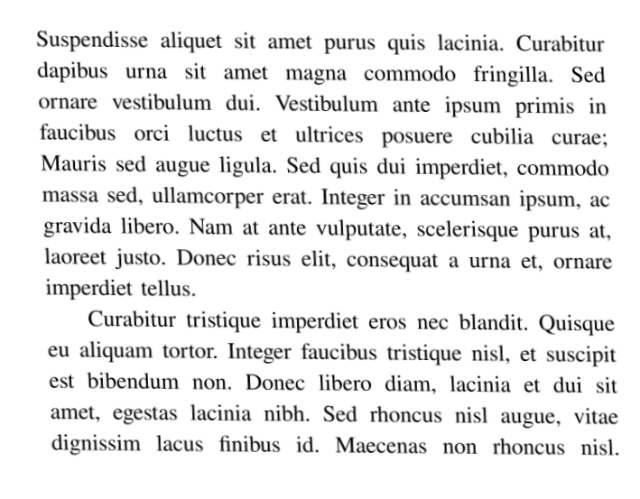 Suspendisse aliquet sit amet purus quis lacinia. Curabitur
dapibus urna sit amet magna commodo fringilla. Sed
ornare vestibulum dui. Vestibulum ante ipsum primis in
faucibus orci luctus et ultrices posuere cubilia curae;
Mauris sed augue ligula. Sed quis dui imperdiet, commodo
massa sed, ullamcorper erat. Integer in accumsan ipsum, ac
gravida libero. Nam at ante vulputate, scelerisque purus at,
laoreet justo. Donec risus elit, consequat a urna et, ornare
imperdiet tellus.
Curabitur tristique imperdiet eros nec blandit. Quisque
eu aliquam tortor. Integer faucibus tristique nisl, et suscipit
est bibendum non. Donec libero diam, lacinia et dui sit
amet, egestas lacinia nibh. Sed rhoncus nisl augue, vitae
dignissim lacus finibus id. Maecenas non rhoncus nisl.